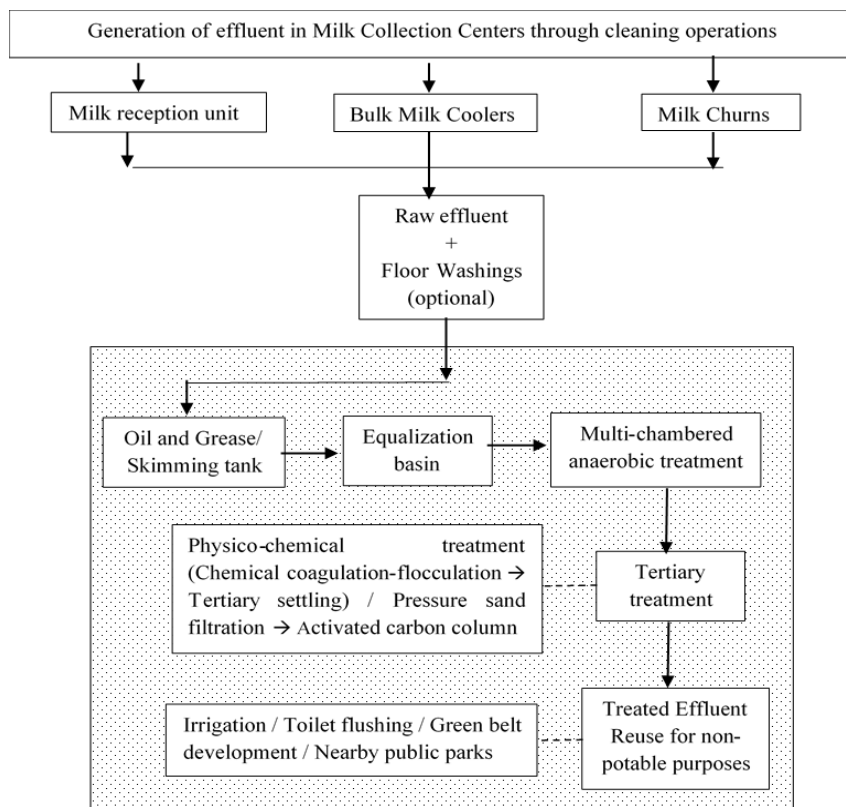 Generation of effluent in Milk Collection Centers through cleaning operations
Milk reception unit
Bulk Milk Coolers
Milk Churns
Raw effluent
+
Floor Washings
(optional)
Oil and Grease/
Skimming tank
Equalization
basin
Multi-chambered
anaerobic treatment
Physico-chemical treatment
(Chemical coagulation-flocculation →
Tertiary settling) / Pressure sand
filtration → Activated carbon column
Tertiary
treatment
Irrigation / Toilet flushing / Green belt
development / Nearby public parks
Treated Effluent
Reuse for non-
potable purposes